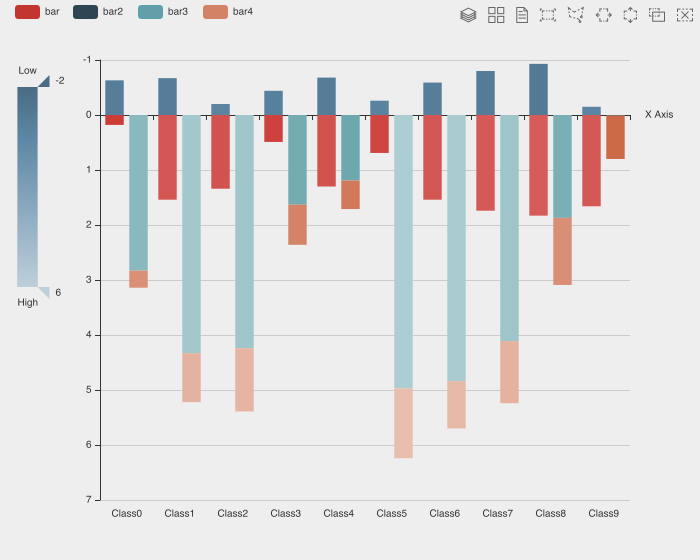 bar bar2 bar3 bar4
Low
-2
6
High
-1
0
1
2
3
4
5
6
7
X Axis
Class0 Class1 Class2 Class3 Class4 Class5 Class6 Class7 Class8 Class9